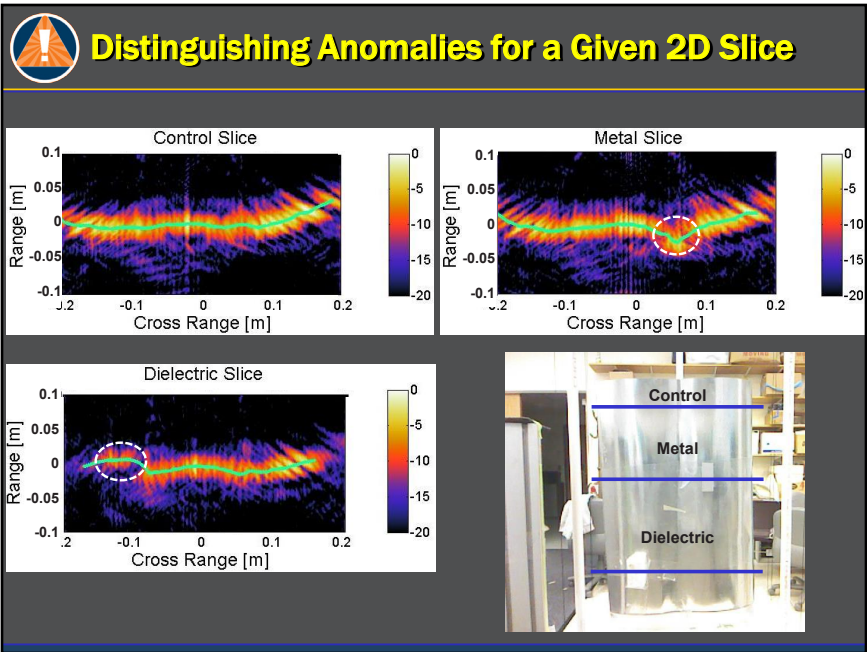 !
Distinguishing Anomalies for a Given 2D Slice
Control Slice
Range [m]
0.1
0.05
0
-0.05
-0.1
-0.1 0 0.1 0.2
Cross Range [m]
0
-5
-10
-15
-20
Metal Slice
Range [m]
0.1
0.05
0
-0.05
-0.1
-0.1 0 0.1 0.2
Cross Range [m]
0
-5
-10
-15
-20
Dielectric Slice
Range [m]
0.1
0.05
0
-0.05
-0.1
.2 -0.1 0 0.1 0.2
Cross Range [m]
0
-5
-10
-15
-20
Control
Metal
Dielectric